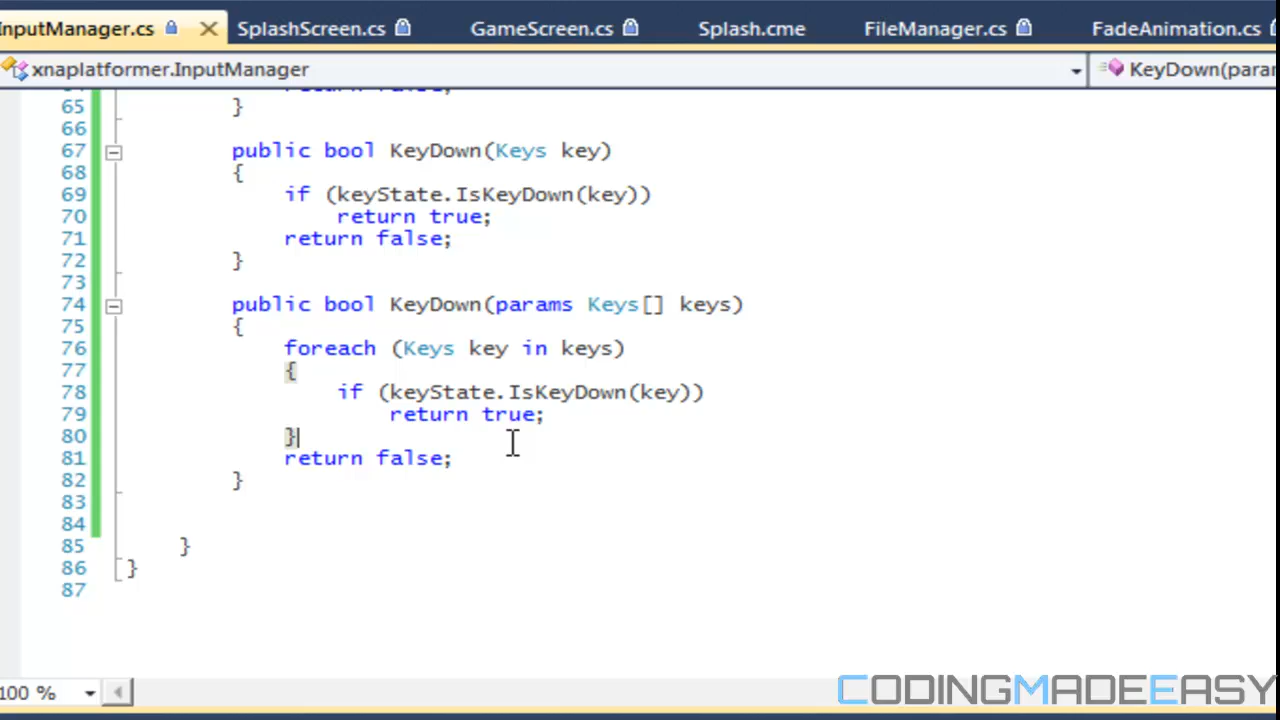 InputManager.cs SplashScreen.cs GameScreen.cs Splash.cme FileManager.cs FadeAnimation.cs
xnaplatformer.InputManager KeyDown(para
return false;
65 }
66
67 public bool KeyDown(Keys key)
68 {
69 if (keyState.IsKeyDown(key))
70 return true;
71 return false;
72 }
73
74 public bool KeyDown(params Keys[] keys)
75 {
76 foreach (Keys key in keys)
77 {
78 if (keyState.IsKeyDown(key))
79 return true;
80 }
81 return false;
82 }
83
84
85 }
86 }
87
100 %
CODINGMADEEASY